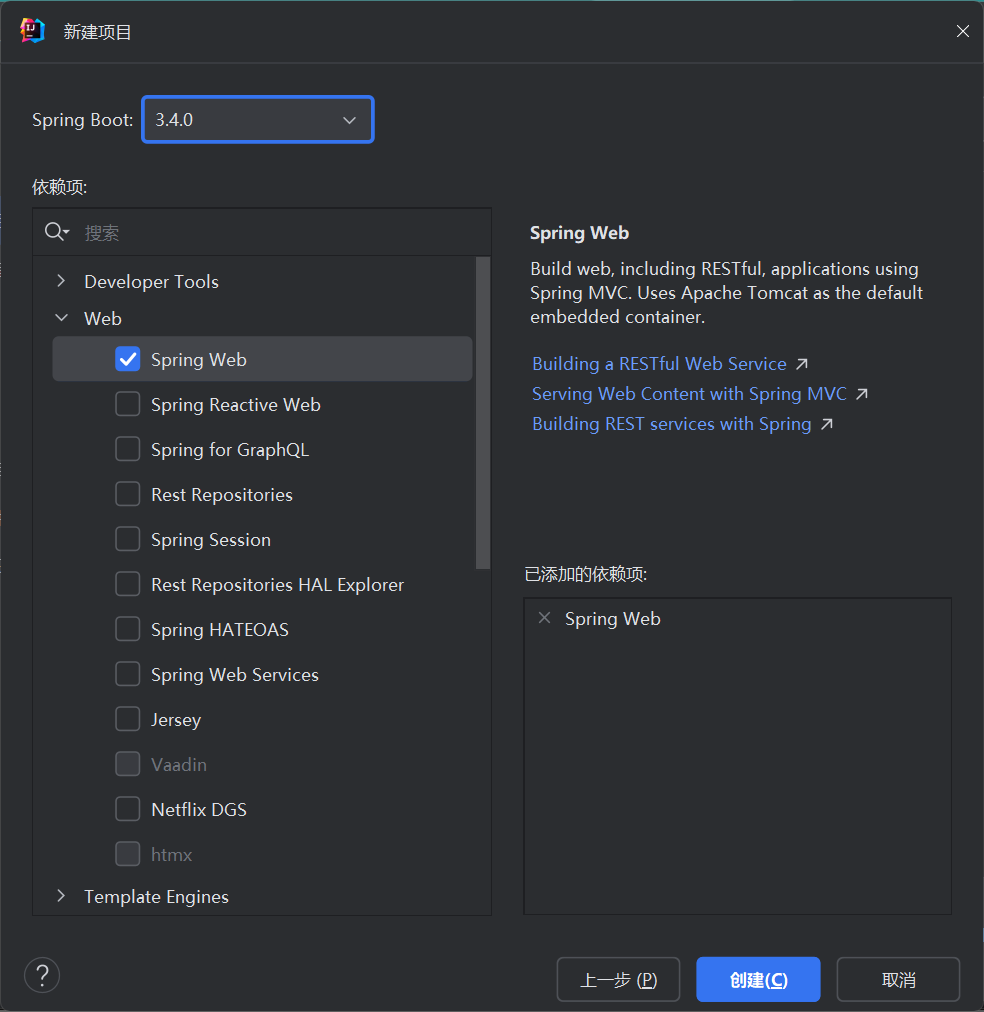 新建项目
Spring Boot: 3.4.0
依赖项:
搜索
Developer Tools
Web
Spring Web
Spring Reactive Web
Spring for GraphQL
Rest Repositories
Spring Session
Rest Repositories HAL Explorer
Spring HATEOAS
Spring Web Services
Jersey
Vaadin
Netflix DGS
htmx
Template Engines
Spring Web
Build web, including RESTful, applications using
Spring MVC. Uses Apache Tomcat as the default
embedded container.
Building a RESTful Web Service
Serving Web Content with Spring MVC
Building REST services with Spring
已添加的依赖项:
Spring Web
?
上一步 (P)
创建(C)
取消